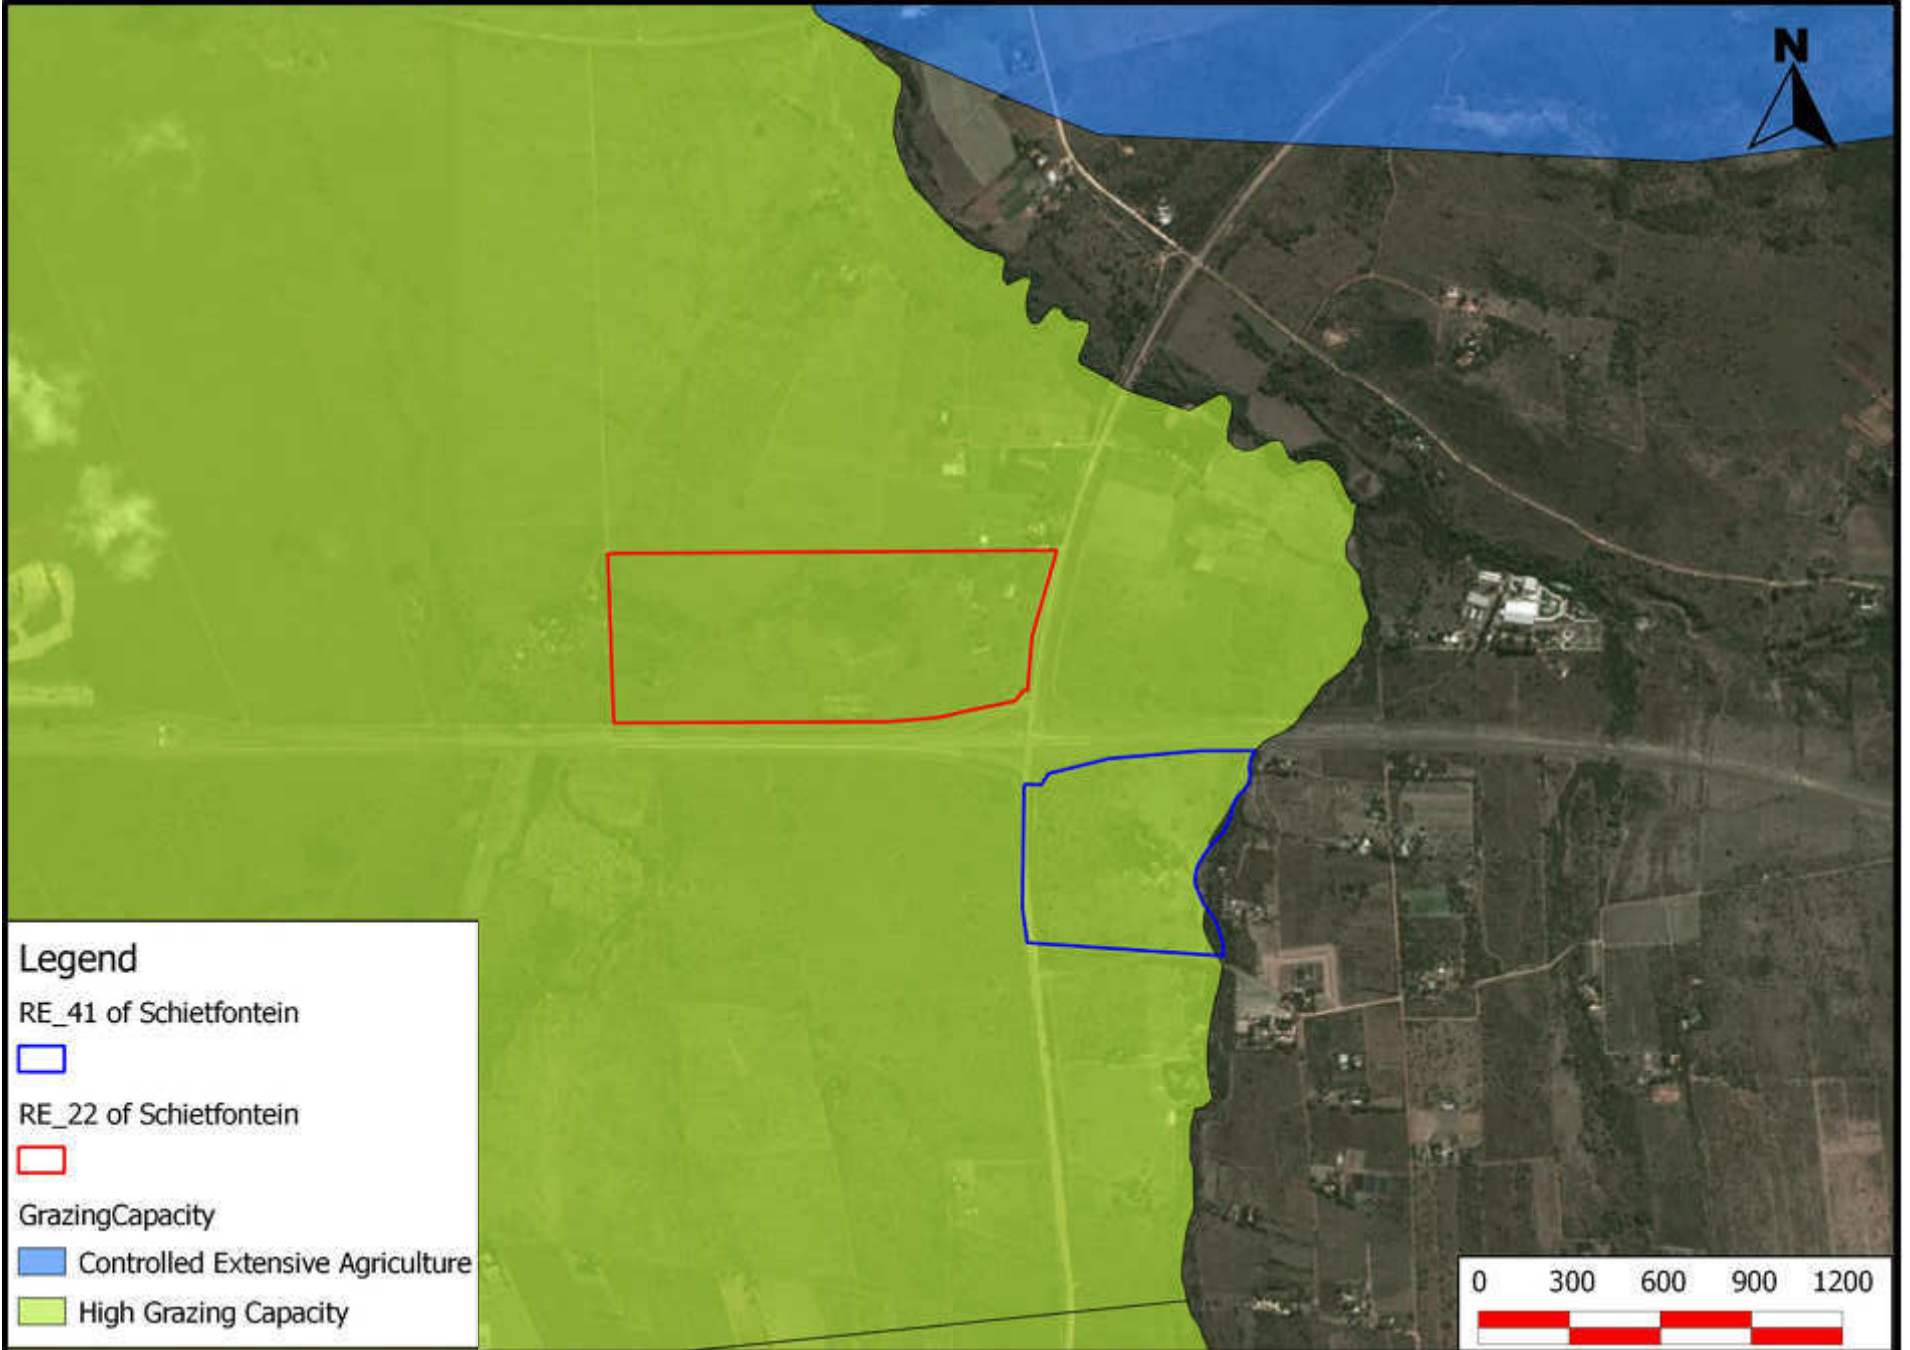 N
Legend
RE_41 of Schietfontein
RE_22 of Schietfontein
GrazingCapacity
Controlled Extensive Agriculture
High Grazing Capacity
0 300 600 900 1200